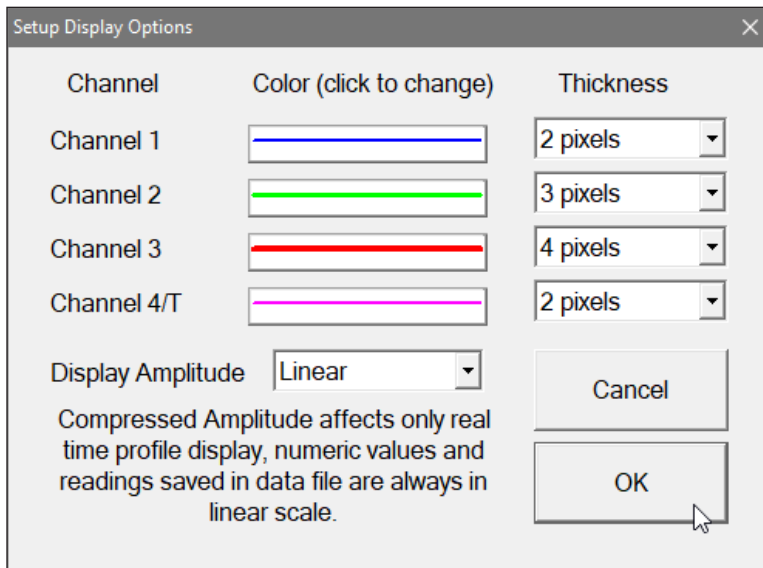 Setup Display Options
Channel Color (click to change) Thickness
Channel 1 2 pixels
Channel 2 3 pixels
Channel 3 4 pixels
Channel 4/T 2 pixels
Display Amplitude Linear
Cancel
Compressed Amplitude affects only real
time profile display, numeric values and
readings saved in data file are always in
linear scale.
OK